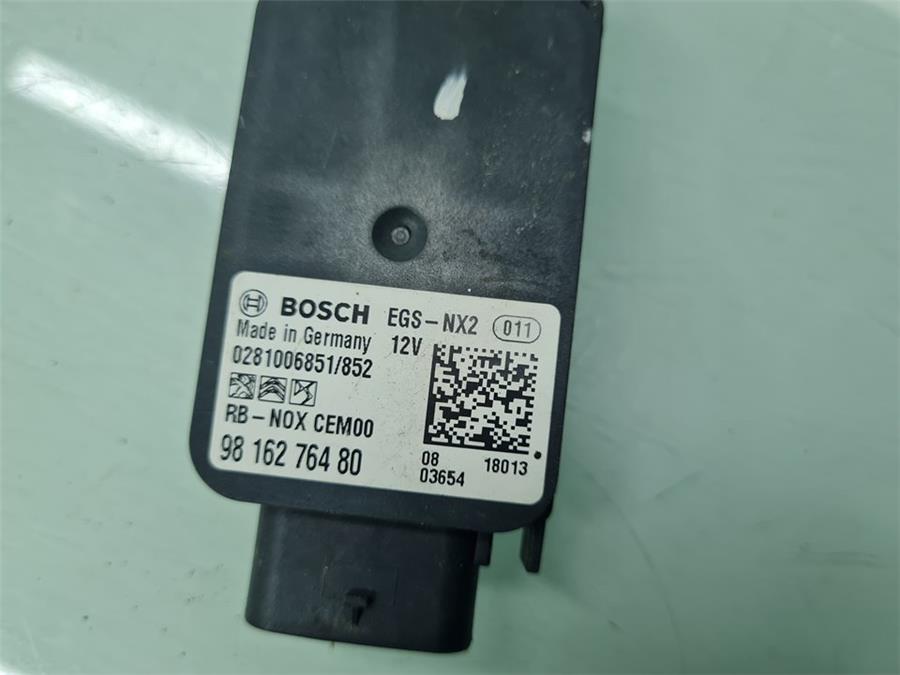 BOSCH EGS-NX2 011
Made in Germany 12V
0281006851/852
RB-NOX CEM00
98 162 764 80
08 18013
03654